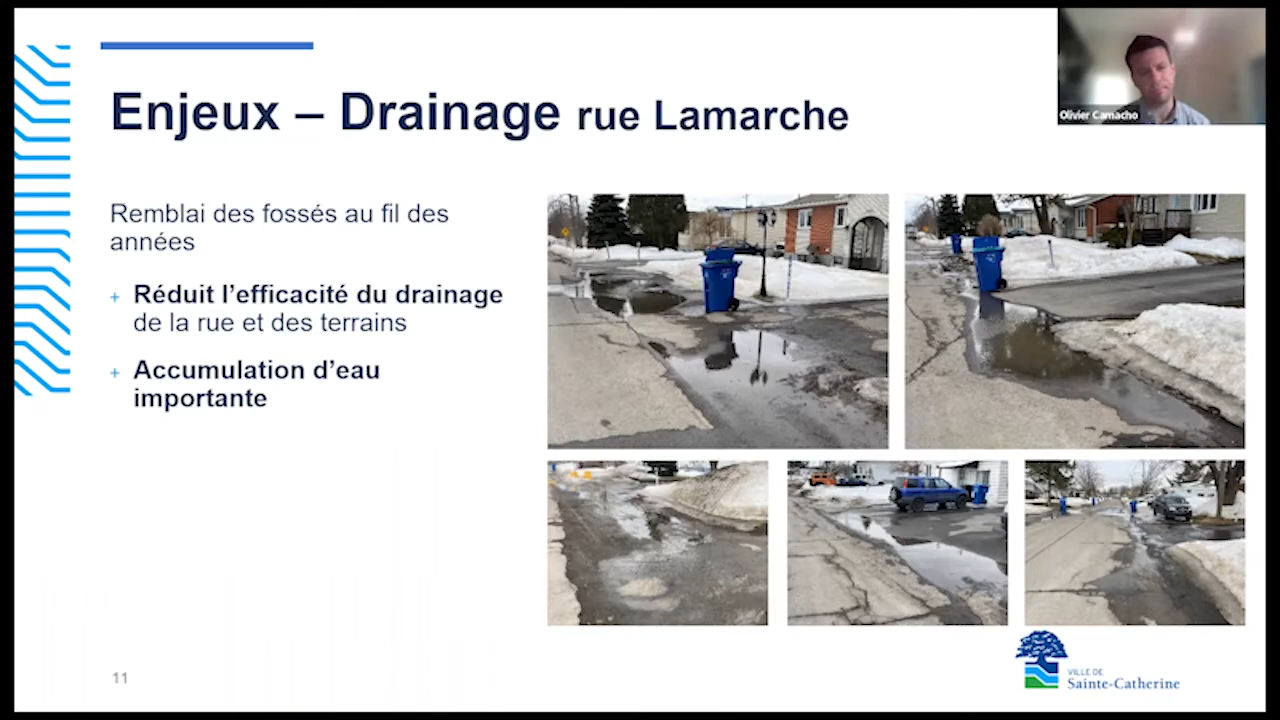 Olivier Camacho
Enjeux – Drainage rue Lamarche
Remblai des fossés au fil des
années
+ Réduit l’efficacité du drainage
de la rue et des terrains
+ Accumulation d’eau
importante
11
VILLE DE
Sainte-Catherine